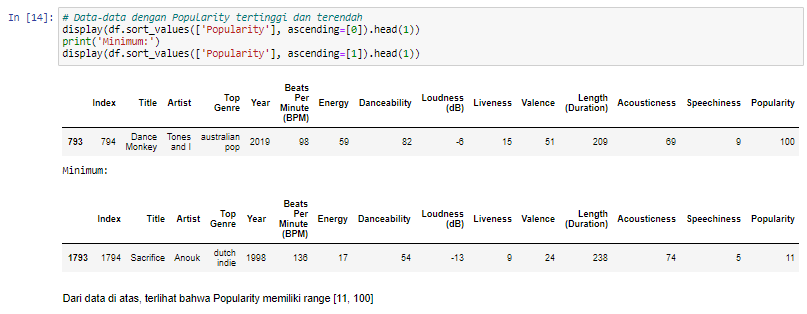 In [14]: # Data-data dengan Popularity tertinggi dan terendah
display(df.sort_values(['Popularity'], ascending=[0]).head(1))
print('Minimum:')
display(df.sort_values(['Popularity'], ascending=[1]).head(1))
Index Title Artist Top Genre Year Beats Per Minute (BPM) Energy Danceability Loudness (dB) Liveness Valence Length (Duration) Acousticness Speechiness Popularity
793 794 Dance Monkey Tones and I australian pop 2019 98 59 82 -6 15 51 209 69 9 100
Minimum:
Index Title Artist Top Genre Year Beats Per Minute (BPM) Energy Danceability Loudness (dB) Liveness Valence Length (Duration) Acousticness Speechiness Popularity
1793 1794 Sacrifice Anouk dutch indie 1998 136 17 54 -13 9 24 238 74 5 11
Dari data di atas, terlihat bahwa Popularity memiliki range [11, 100]